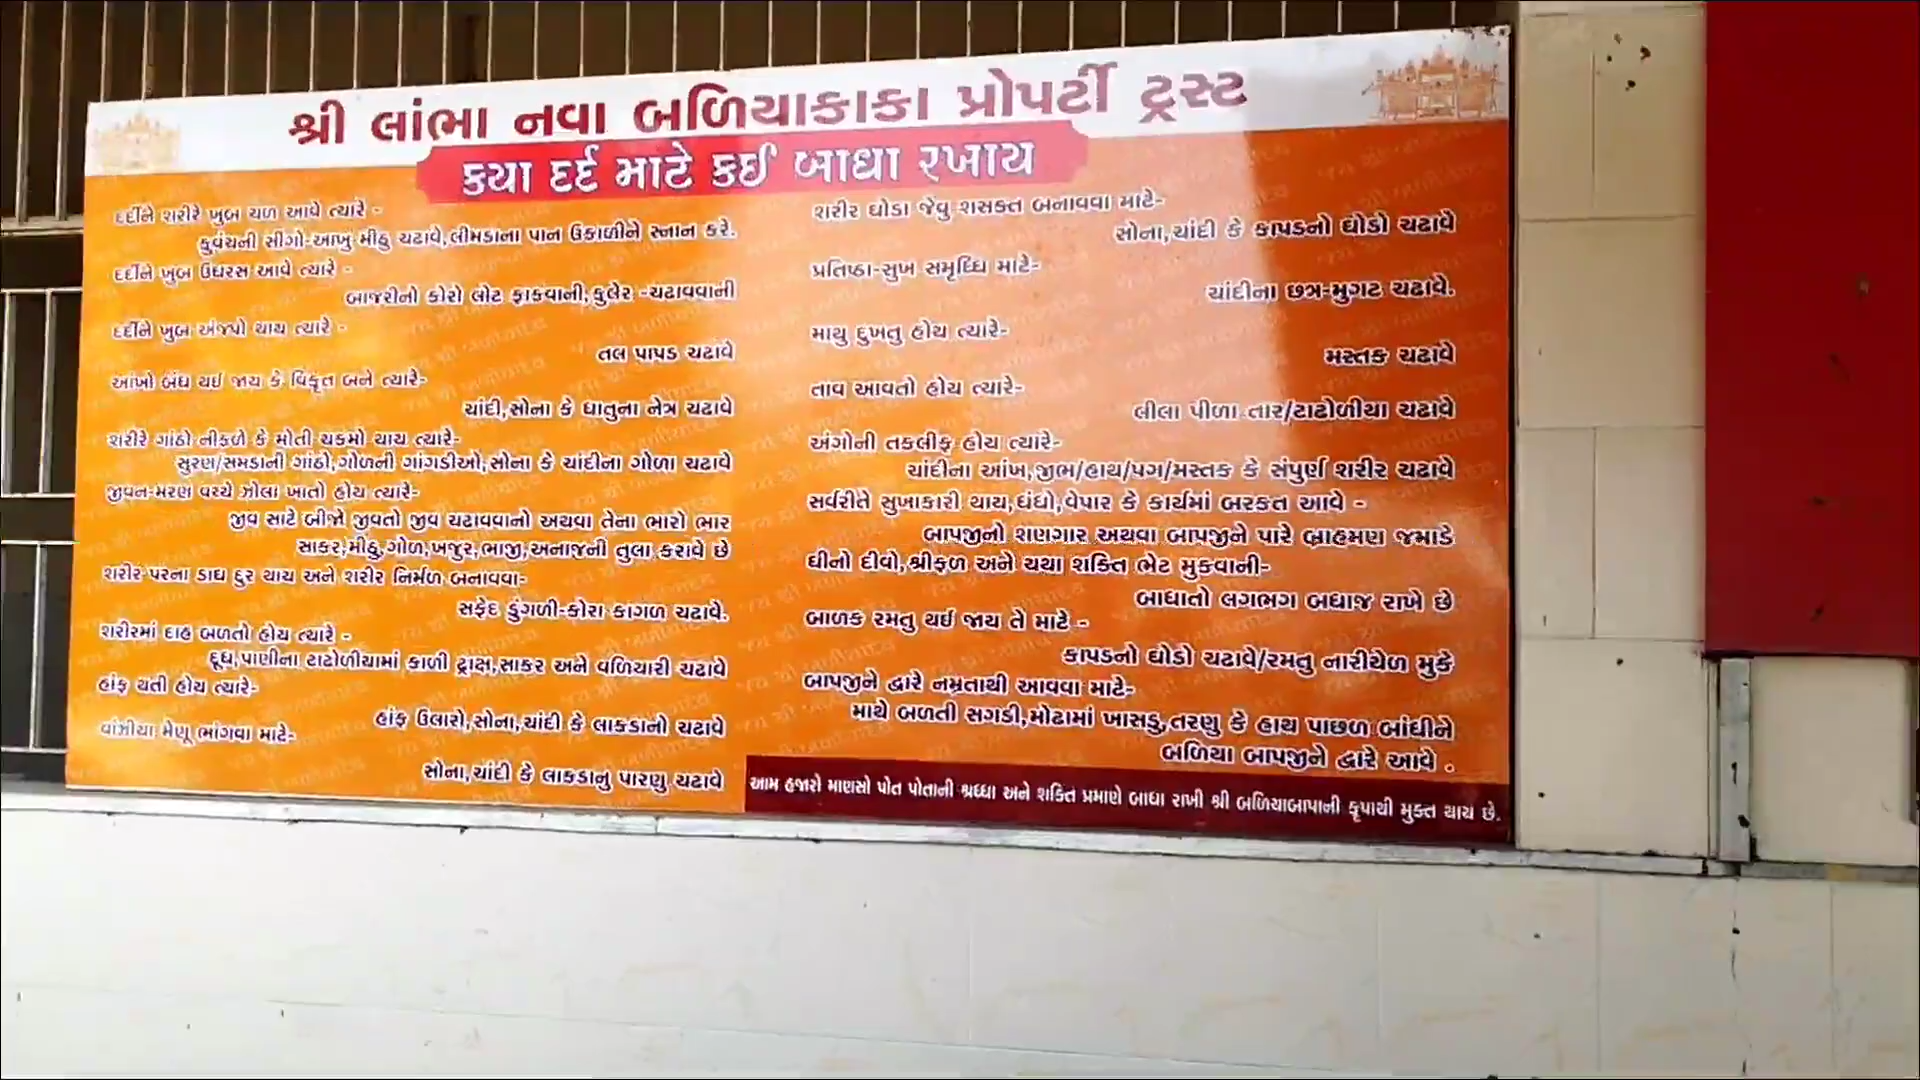 શ્રી લાંભા નવા બળિયાકાકા પ્રોપર્ટી ટ્રસ્ટ
કયા દર્દ માટે કઈ બાધા રખાય
દર્દીને શરીરે ખુબ ચળ આવે ત્યારે -
કુવંચની સીંગો-આખુ મીઠુ ચઢાવે,લીમડાના પાન ઉકાળીને સ્નાન કરે.
દર્દીને ખુબ ઉધરસ આવે ત્યારે -
બાજરીનો કોરો લોટ ફાકવાની,કુલેર -ચઢાવવાની
દર્દીને ખુબ અંજપો થાય ત્યારે -
તલ પાપડ ચઢાવે
આંખો બંધ થઈ જાય કે વિકૃત બને ત્યારે-
ચાંદી,સોના કે ધાતુના નેત્ર ચઢાવે
શરીરે ગાંઠો નીકળે કે મોતી ચકમો થાય ત્યારે-
સુરણ/સમડાની ગાંઠો,ગોળની ગાંગડીઓ,સોના કે ચાંદીના ગોળા ચઢાવે
જીવન-મરણ વચ્ચે ઝોલા ખાતો હોય ત્યારે-
જીવ સાટે બીજો જીવતો જીવ ચઢાવવાનો અથવા તેના ભારો ભાર
સાકર,મીઠુ,ગોળ,ખજુર,ભાજી,અનાજની તુલા કરાવે છે
શરીર પરના ડાઘ દુર થાય અને શરીર નિર્મળ બનાવવા-
સફેદ ડુંગળી-કોરા કાગળ ચઢાવે.
શરીરમાં દાહ બળતો હોય ત્યારે -
દૂધ,પાણીના ટાટોળીયામાં કાળી દ્રાક્ષ,સાકર અને વળિયારી ચઢાવે
હાંફ ચતી હોય ત્યારે-
હાંફ ઉલારો,સોના,ચાંદી કે લાકડાનો ચઢાવે
વાંઝીયા મેણૂ ભાંગવા માટે-
સોના,ચાંદી કે લાકડાનુ પારણુ ચઢાવે
શરીર ઘોડા જેવુ શસકત બનાવવા માટે-
સોના,ચાંદી કે કાપડનો ઘોડો ચઢાવે
પ્રતિષ્ઠા-સુખ સમૃધ્ધિ માટે-
ચાંદીના છત્ર-મુગટ ચઢાવે.
માથુ દુખતુ હોય ત્યારે-
મસ્તક ચઢાવે
તાવ આવતો હોય ત્યારે-
લીલા પીળા તાર/ટાટોળીયા ચઢાવે
અંગોની તકલીફ હોય ત્યારે-
ચાંદીના આંખ,જીભ/હાથ/પગ/મસ્તક કે સંપુર્ણ શરીર ચઢાવે
સર્વરીતે સુખાકારી થાય,ધંધો,વેપાર કે કાર્યમાં બરકત આવે -
બાપજીનો શણગાર અથવા બાપજીને પારે બ્રાહમણ જમાડે
ઘીનો દીવો,શ્રીફળ અને યથા શક્તિ ભેટ મુકવાની-
બાધાતો લગભગ બધાજ રાખે છે
બાળક રમતુ થઈ જાય તે માટે -
કાપડનો ઘોડો ચઢાવે/રમતુ નારીયેળ મુકે
બાપજીને દ્વારે નમ્રતાથી આવવા માટે-
માથે બળતી સગડી,મોઢામાં ખાસડુ,તરણુ કે હાથ પાછળ બાંધીને
બળિયા બાપજીને દ્વારે આવે .
આમ હજારો માણસો પોત પોતાની શ્રધ્ધા અને શક્તિ પ્રમાણે બાધા રાખી શ્રી બળિયાબાપાની કૃપાથી મુકત થાય છે.